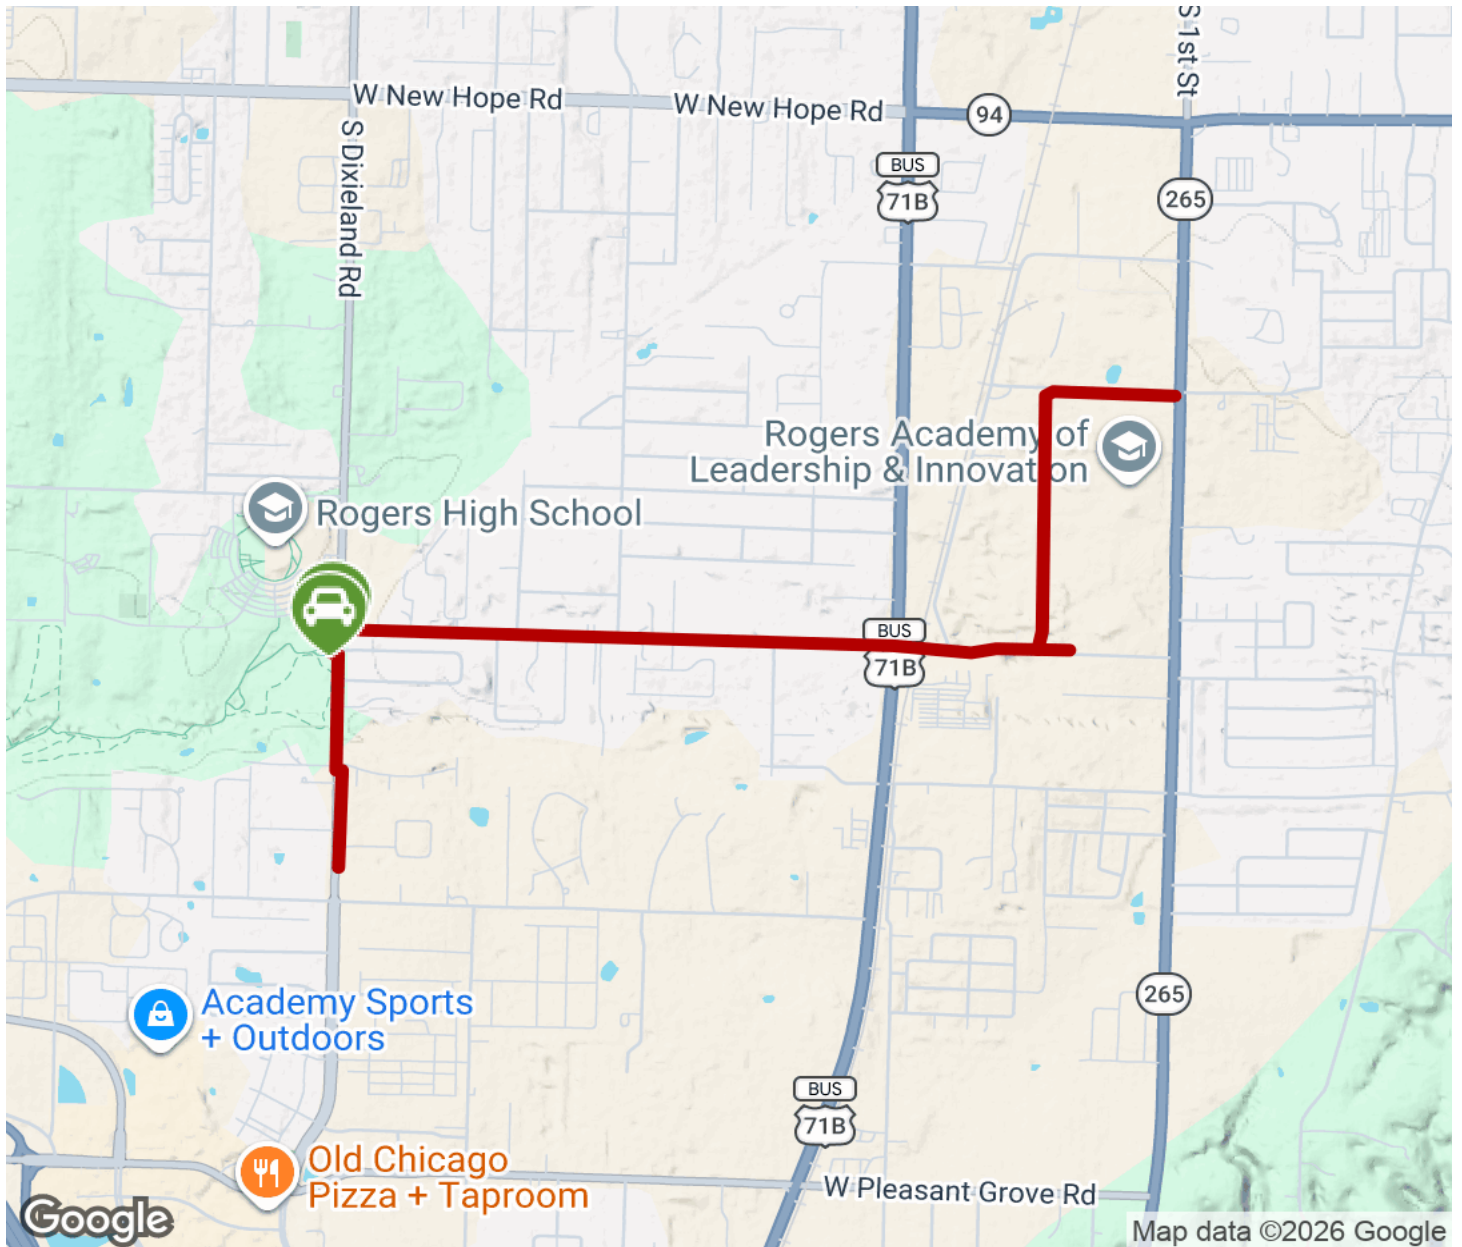 S 1st St
W New Hope Rd
W New Hope Rd
94
S Dixieland Rd
BUS
71B
265
Rogers Academy of
Leadership & Innovation
Rogers High School
BUS
71B
265
Academy Sports
+ Outdoors
BUS
71B
Old Chicago
Pizza + Taproom
W Pleasant Grove Rd
Google
Map data ©2026 Google